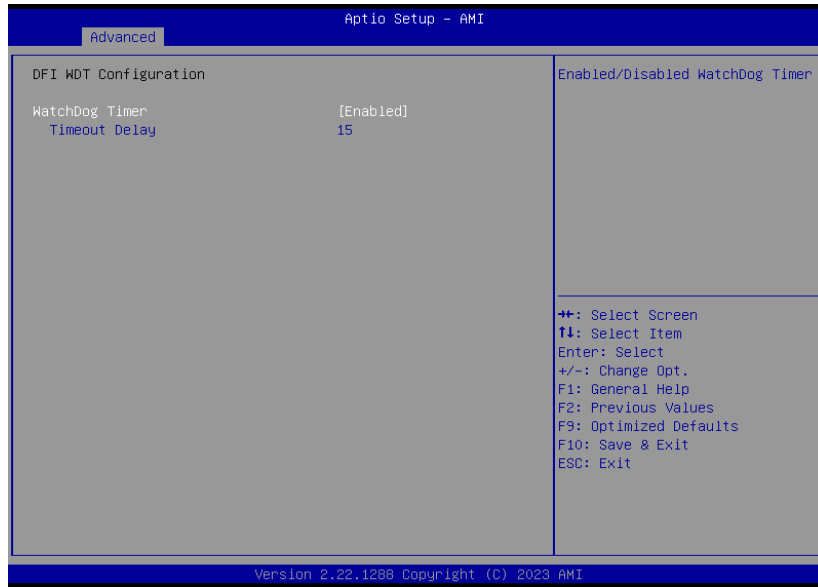 Aptio Setup – AMI
Advanced
DFI WDT Configuration
WatchDog Timer [Enabled]
Timeout Delay 15
Enabled/Disabled WatchDog Timer
→←: Select Screen
↑↓: Select Item
Enter: Select
+/-: Change Opt.
F1: General Help
F2: Previous Values
F9: Optimized Defaults
F10: Save & Exit
ESC: Exit
Version 2.22.1288 Copyright (C) 2023 AMI